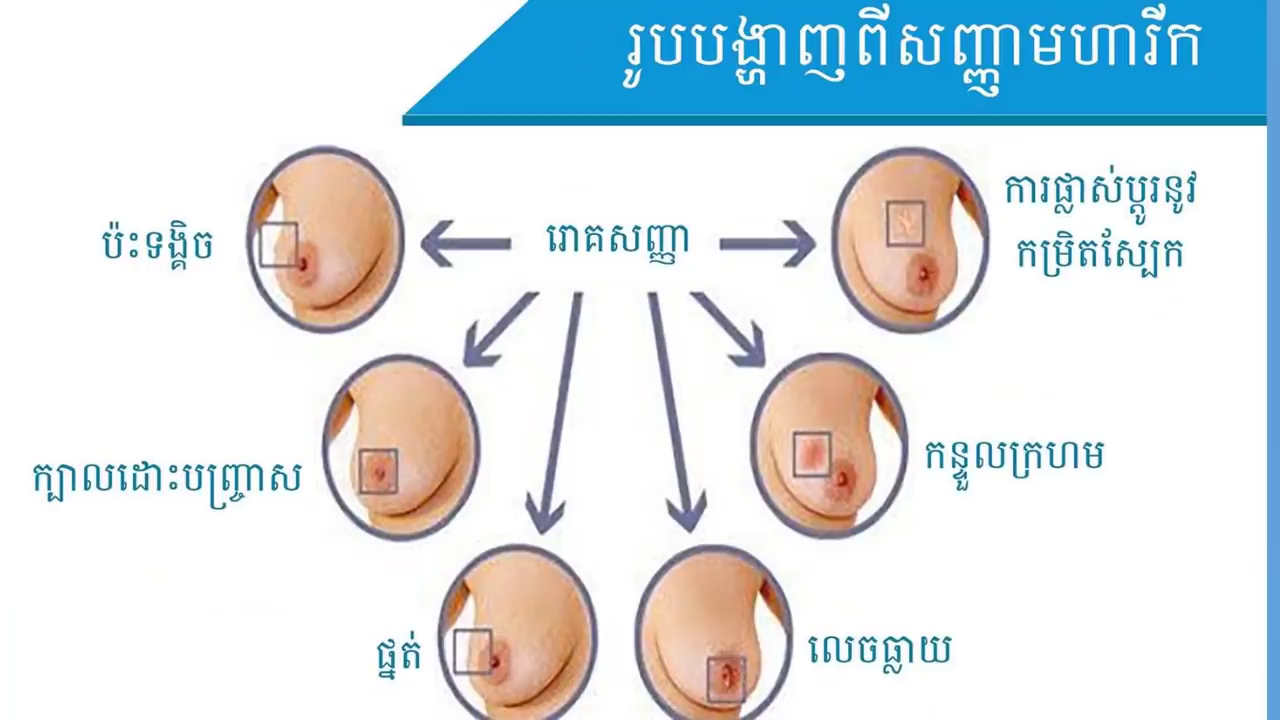 រូបបង្ហាញពីសញ្ញាមហារីក
ប៉ះទង្គិច
រោគសញ្ញា
ការផ្លាស់ប្តូរនូវ
កម្រិតស្បែក
ក្បាលដោះបញ្ច្រាស
កន្ទួលក្រហម
ផ្នត់
លេចធ្លាយ